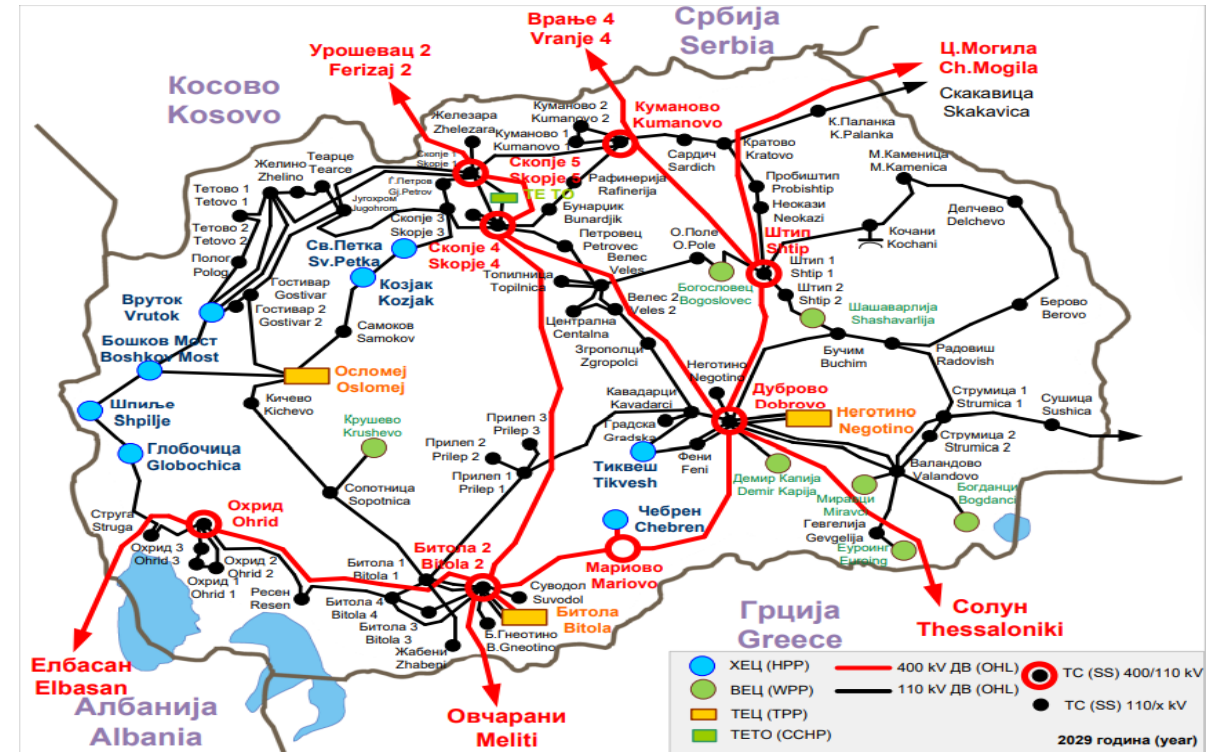 Србија
Serbia
Врање 4
Vranje 4
Урошевац 2
Ferizaj 2
Ц.Могила
Ch.Mogila
Скакавица
Skakavica
Косово
Kosovo
Железара
Zhelezara
Куманово 2
Kumanovo 2
Куманово 1
Kumanovo 1
Куманово
Kumanovo
К.Паланка
K.Palanka
Скопје 1
Skopje 1
Скопје 5
Skopje 5
ТЕ ТО
Сардич
Sardich
Кратово
Kratovo
М.Каменица
M.Kamenica
Желино
Zhelino
Теарце
Tearce
Ѓ.Петров
Gj.Petrov
Рафинерија
Rafinerija
Пробиштип
Probishtip
Неокази
Neokazi
Тетово 1
Tetovo 1
Југохром
Jugohrom
Скопје 3
Skopje 3
Бунарџик
Bunardjik
Делчево
Delchevo
Кочани
Kochani
Тетово 2
Tetovo 2
Полог
Polog
Св.Петка
Sv.Petka
Скопје 4
Skopje 4
Петровец
Petrovec
О.Поле
O.Pole
Штип
Shtip
Штип 1
Shtip 1
Козјак
Kozjak
Топилница
Topilnica
Велес
Veles
Богословец
Bogoslovec
Штип 2
Shtip 2
Шашаварлија
Shashavarlija
Берово
Berovo
Вруток
Vrutok
Гостивар
Gostivar
Гостивар 2
Gostivar 2
Самоков
Samokov
Централна
Centalna
Велес 2
Veles 2
Бучим
Buchim
Радовиш
Radovish
Бошков Мост
Boshkov Most
Згрополци
Zgropolci
Неготино
Negotino
Осломеј
Oslomej
Кичево
Kichevo
Кавадарци
Kavadarci
Дуброво
Dobrovo
Неготино
Negotino
Струмица 1
Strumica 1
Сушица
Sushica
Шпиље
Shpilje
Крушево
Krushevo
Прилеп 3
Prilep 3
Градска
Gradska
Струмица 2
Strumica 2
Глобочица
Globochica
Прилеп 2
Prilep 2
Прилеп 1
Prilep 1
Тиквеш
Tikvesh
Фени
Feni
Демир Капија
Demir Kapija
Валандово
Valandovo
Миравци
Miravci
Богданци
Bogdanci
Сопотница
Sopotnica
Струга
Struga
Охрид
Ohrid
Чебрен
Chebren
Гевгелија
Gevgelija
Еуроинг
Euroing
Охрид 3
Ohrid 3
Охрид 2
Ohrid 2
Охрид 1
Ohrid 1
Битола 1
Bitola 1
Битола 2
Bitola 2
Мариово
Mariovo
Ресен
Resen
Битола 4
Bitola 4
Суводол
Suvodol
Битола 3
Bitola 3
Битола
Bitola
Жабени
Zhabeni
Б.Гнеотино
B.Gneotino
Грција
Greece
Солун
Thessaloniki
Елбасан
Elbasan
Албанија
Albania
Овчарани
Meliti
ХЕЦ (HPP)
ВЕЦ (WPP)
ТЕЦ (TPP)
ТЕТО (CCHP)
400 kV ДВ (OHL)
110 kV ДВ (OHL)
ТС (SS) 400/110 kV
ТС (SS) 110/x kV
2029 година (year)